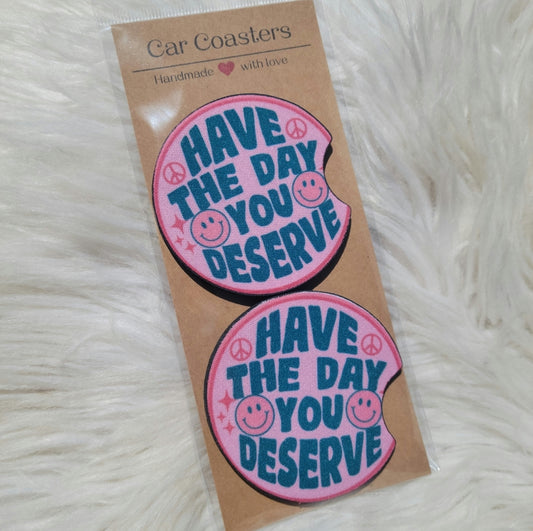 Car Coasters
Handmade with love
HAVE
THE DAY
YOU
DESERVE
HAVE
THE DAY
YOU
DESERVE